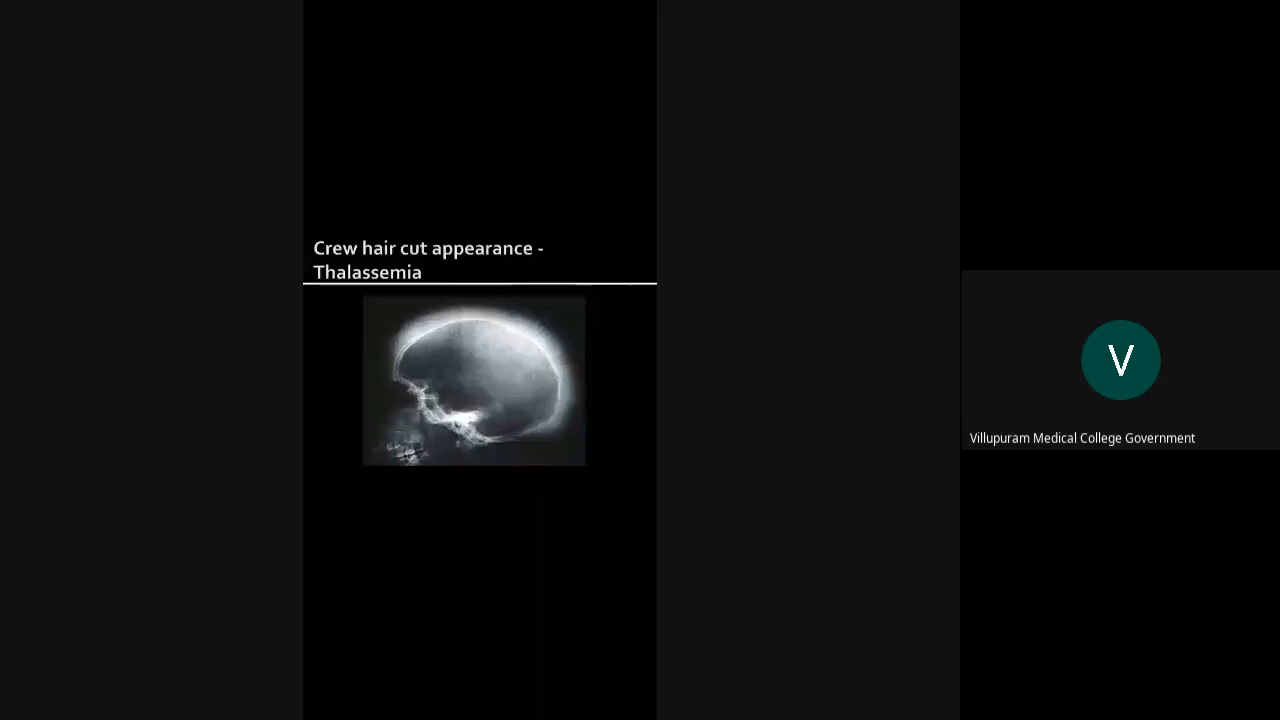 Crew hair cut appearance -
Thalassemia
V
Villupuram Medical College Government